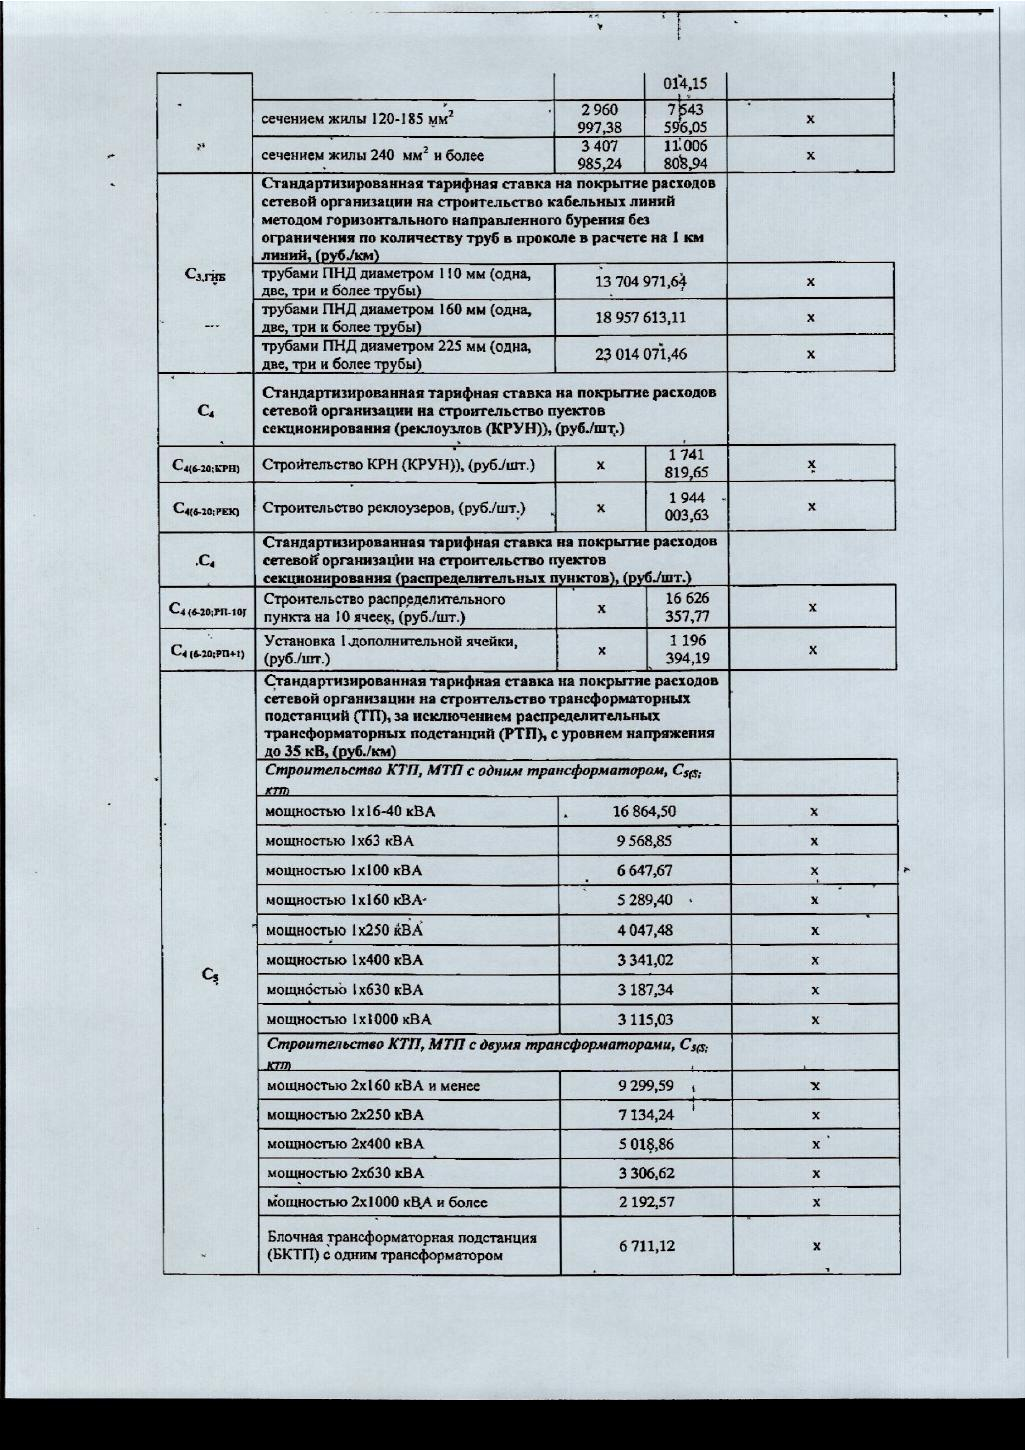 014,15
сечением жилы 120-185 мм²
2 960
997,38
7 543
596,05
х
сечением жилы 240 мм² и более
3 407
985,24
11 006
808,94
х
С3,ГНБ
Стандартизированная тарифная ставка на покрытие расходов
сетевой организации на строительство кабельных линий
методом горизонтального направленного бурения без
ограничения по количеству труб в проколе в расчете на 1 км
линий, (руб./км)
трубами ПНД диаметром 110 мм (одна,
две, три и более трубы)
13 704 971,64
х
трубами ПНД диаметром 160 мм (одна,
две, три и более трубы)
18 957 613,11
х
трубами ПНД диаметром 225 мм (одна,
две, три и более трубы)
23 014 071,46
х
С4
Стандартизированная тарифная ставка на покрытие расходов
сетевой организации на строительство пуектов
секционирования (реклоузлов (КРУН)), (руб./шт.)
С4(6-20;КРН)
Строительство КРН (КРУН)), (руб./шт.)
х
1 741
819,65
х
С4(6-20;РЕК)
Строительство реклоузеров, (руб./шт.)
х
1 944
003,63
х
С4
Стандартизированная тарифная ставка на покрытие расходов
сетевой организации на строительство пуектов
секционирования (распределительных пунктов), (руб./шт.)
С4 (6-20;РП-10)
Строительство распределительного
пункта на 10 ячеек, (руб./шт.)
х
16 626
357,77
х
С4 (6-20;РП+1)
Установка 1 дополнительной ячейки,
(руб./шт.)
х
1 196
394,19
х
С5
Стандартизированная тарифная ставка на покрытие расходов
сетевой организации на строительство трансформаторных
подстанций (ТП), за исключением распределительных
трансформаторных подстанций (РТП), с уровнем напряжения
до 35 кВ, (руб./км)
Строительство КТП, МТП с одним трансформатором, С5(5;
КТП)
мощностью 1х16-40 кВА
16 864,50
х
мощностью 1х63 кВА
9 568,85
х
мощностью 1х100 кВА
6 647,67
х
мощностью 1х160 кВА
5 289,40
х
мощностью 1х250 кВА
4 047,48
х
мощностью 1х400 кВА
3 341,02
х
мощностью 1х630 кВА
3 187,34
х
мощностью 1х1000 кВА
3 115,03
х
Строительство КТП, МТП с двумя трансформаторами, С5(5;
КТП)
мощностью 2х160 кВА и менее
9 299,59
х
мощностью 2х250 кВА
7 134,24
х
мощностью 2х400 кВА
5 018,86
х
мощностью 2х630 кВА
3 306,62
х
мощностью 2х1000 кВА и более
2 192,57
х
Блочная трансформаторная подстанция
(БКТП) с одним трансформатором
6 711,12
х